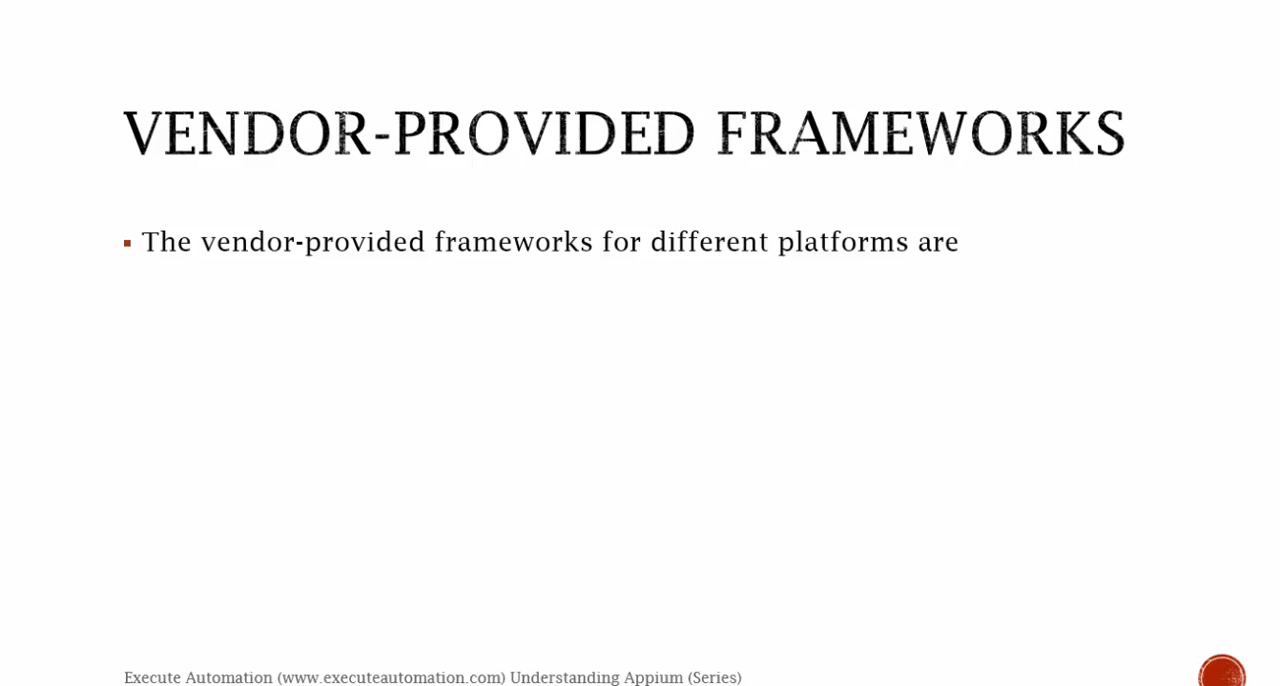 VENDOR-PROVIDED FRAMEWORKS
▪ The vendor-provided frameworks for different platforms are
Execute Automation (www.executeautomation.com) Understanding Appium (Series)